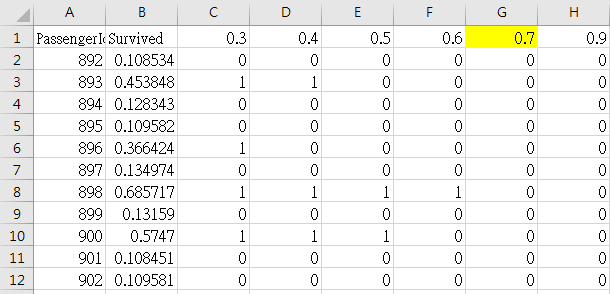 A B C D E F G H
1 PassengerId Survived 0.3 0.4 0.5 0.6 0.7 0.9
2 892 0.108534 0 0 0 0 0 0
3 893 0.453848 1 1 0 0 0 0
4 894 0.128343 0 0 0 0 0 0
5 895 0.109582 0 0 0 0 0 0
6 896 0.366424 1 0 0 0 0 0
7 897 0.134974 0 0 0 0 0 0
8 898 0.685717 1 1 1 1 0 0
9 899 0.13159 0 0 0 0 0 0
10 900 0.5747 1 1 1 0 0 0
11 901 0.108451 0 0 0 0 0 0
12 902 0.109581 0 0 0 0 0 0